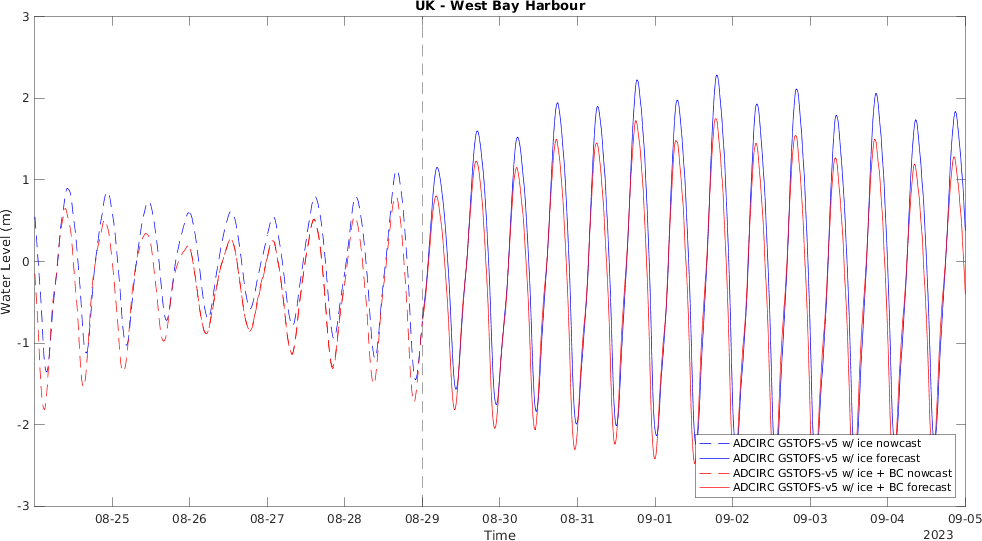 UK - West Bay Harbour
3
2
1
0
-1
-2
-3
Water Level (m)
08-25 08-26 08-27 08-28 08-29 08-30 08-31 09-01 09-02 09-03 09-04 09-05
Time
2023
ADCIRC GSTOFS-v5 w/ ice nowcast
ADCIRC GSTOFS-v5 w/ ice forecast
ADCIRC GSTOFS-v5 w/ ice + BC nowcast
ADCIRC GSTOFS-v5 w/ ice + BC forecast